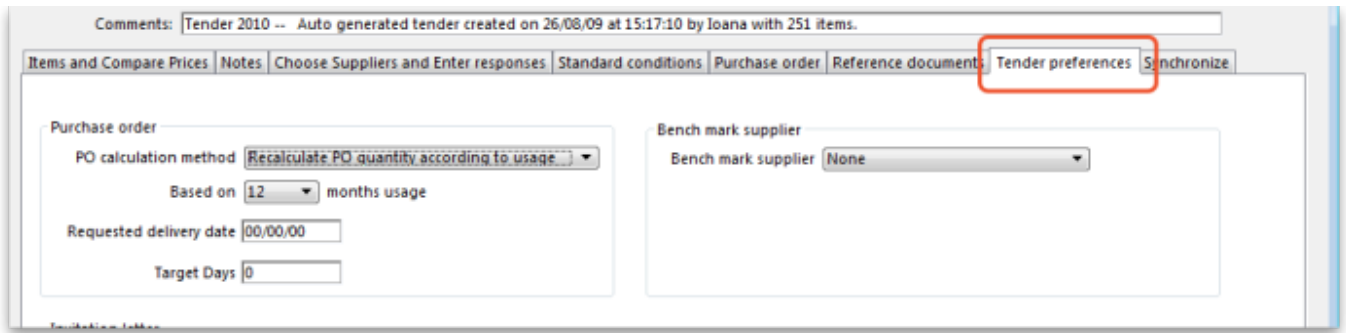 Comments: Tender 2010 -- Auto generated tender created on 26/08/09 at 15:17:10 by Ioana with 251 items.
Items and Compare Prices Notes Choose Suppliers and Enter responses Standard conditions Purchase order Reference documents Tender preferences Synchronize
Purchase order
PO calculation method Recalculate PO quantity according to usage
Based on 12 months usage
Requested delivery date 00/00/00
Target Days 0
Bench mark supplier
Bench mark supplier None